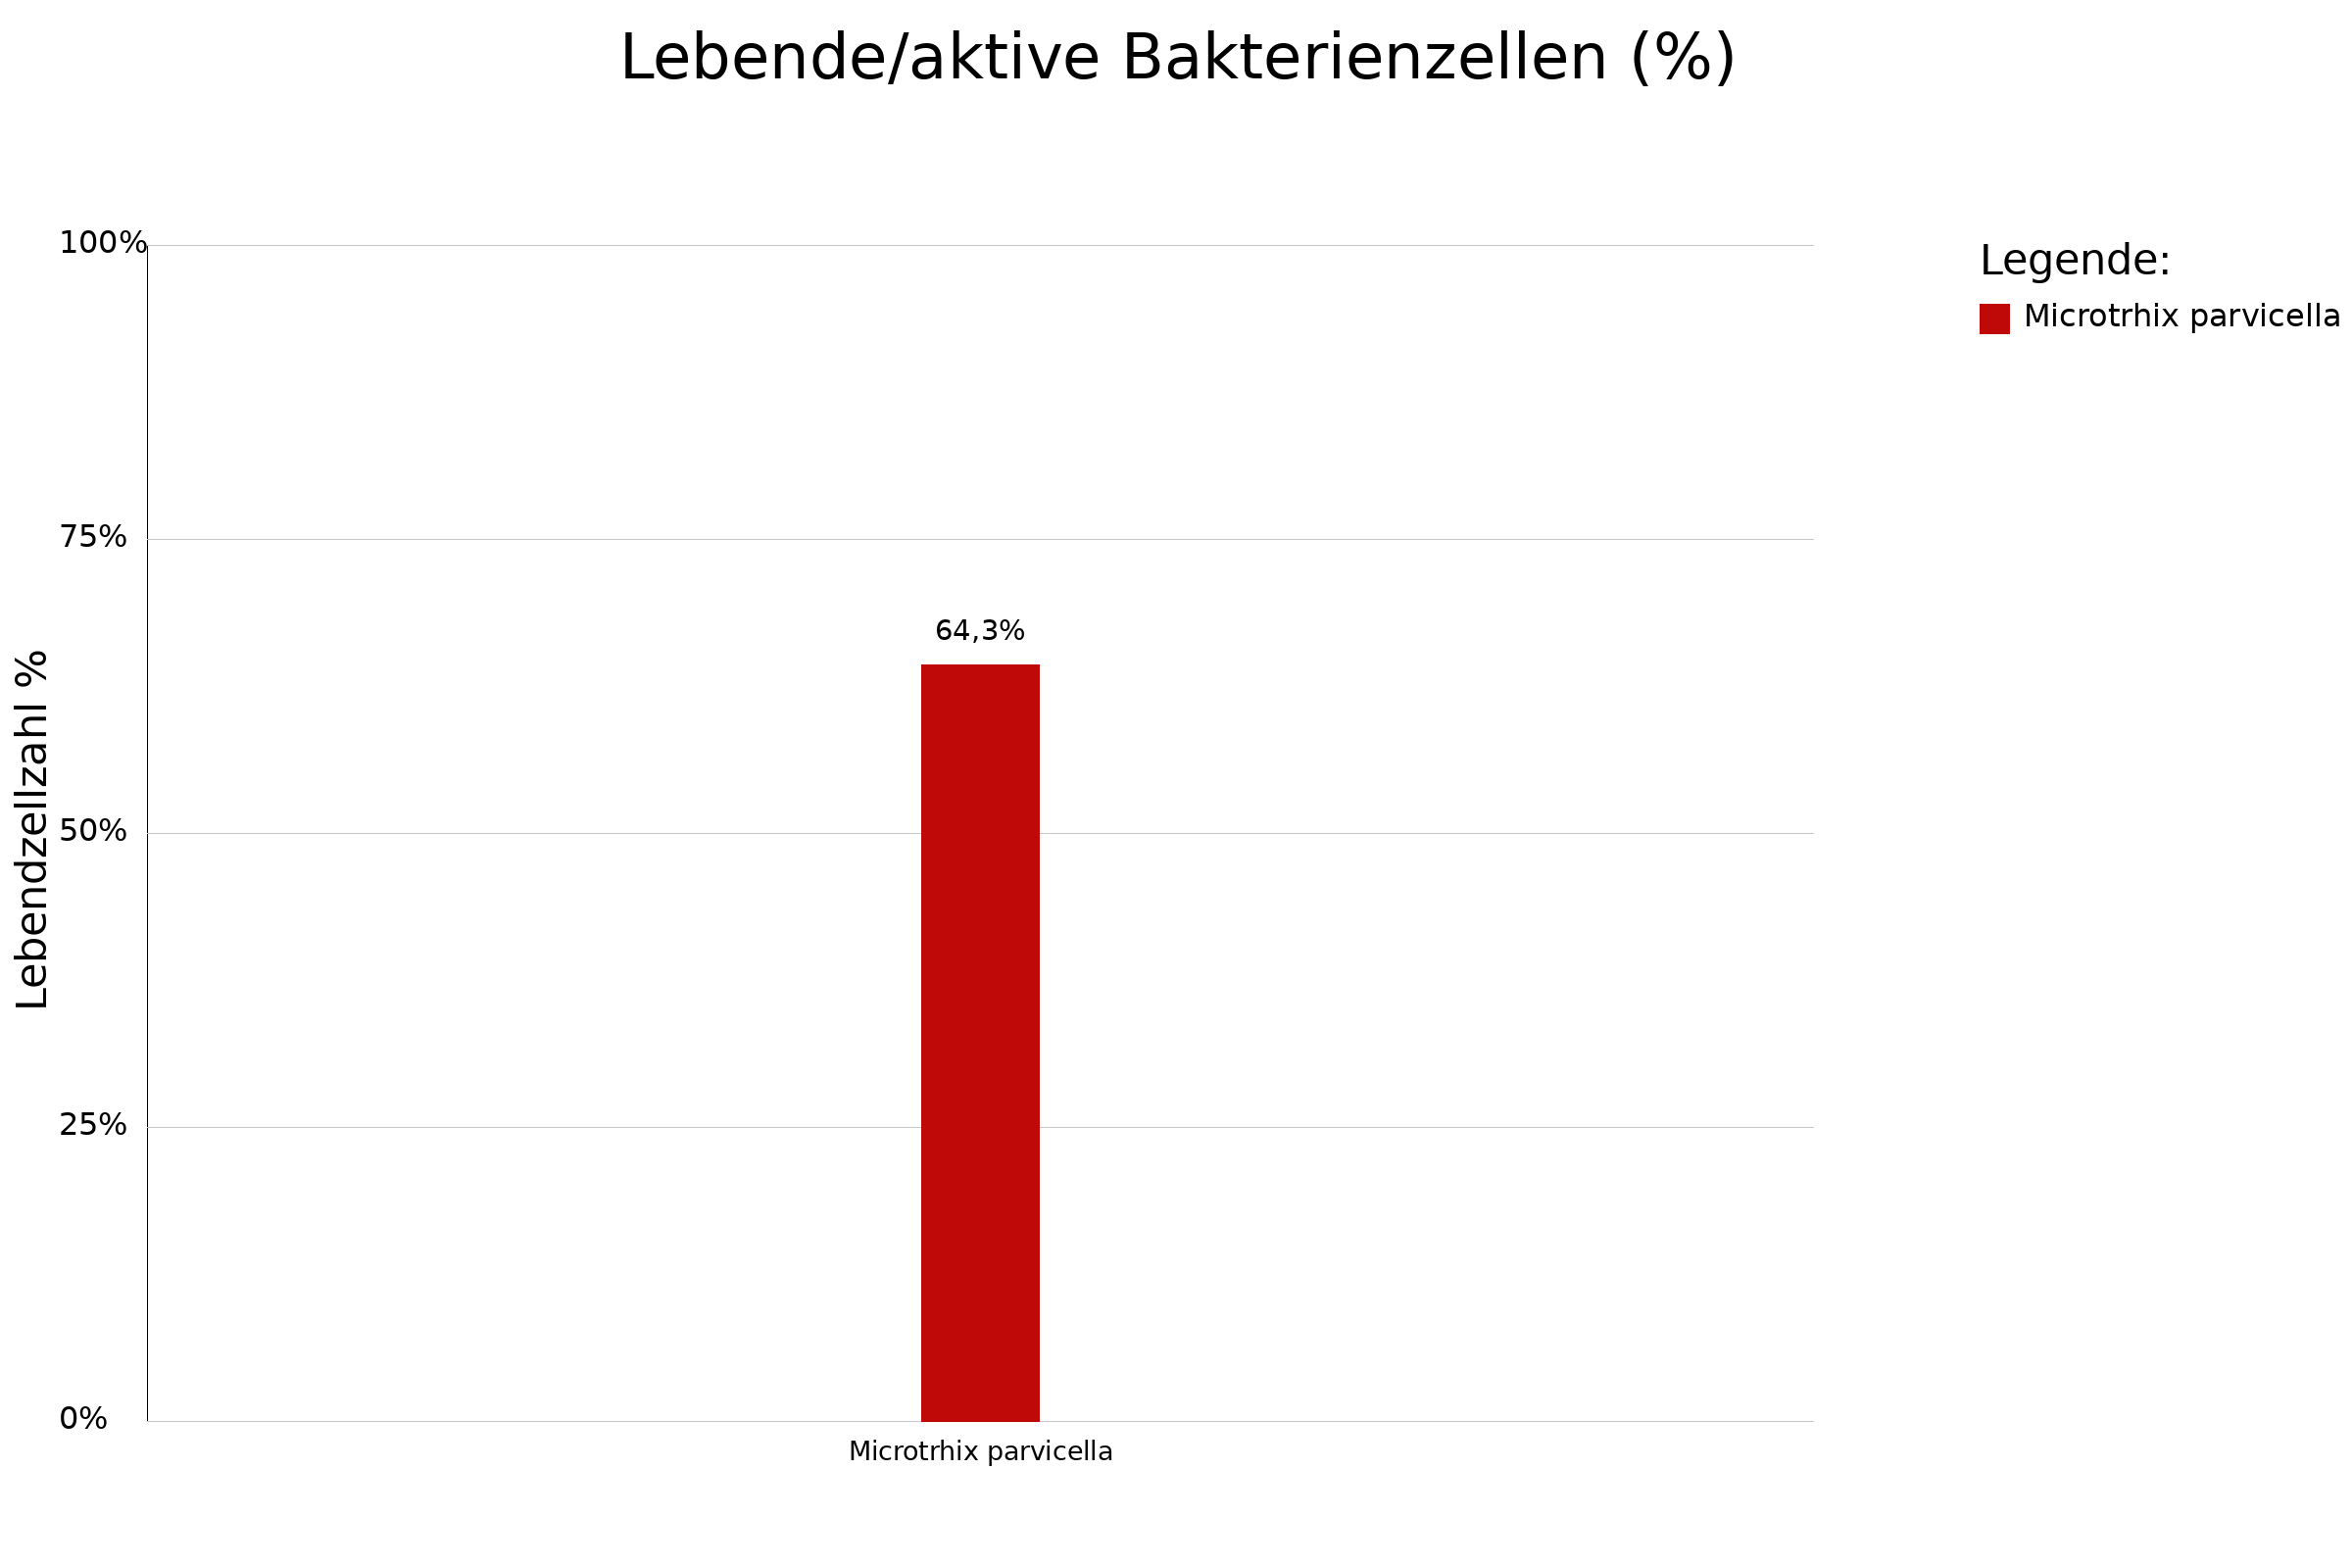 Lebende/aktive Bakterienzellen (%)
100%
75%
50%
25%
0%
Lebendzellzahl %
64,3%
Microtrhix parvicella
Legende:
Microtrhix parvicella